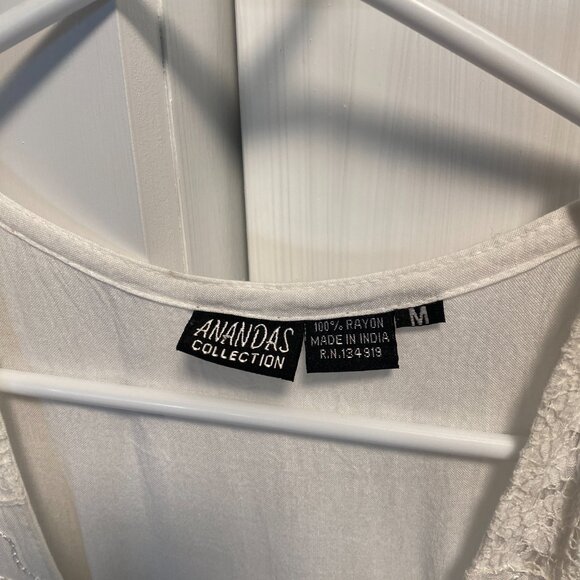 ANANDAS
COLLECTION
100% RAYON
MADE IN INDIA
R.N.134919
M